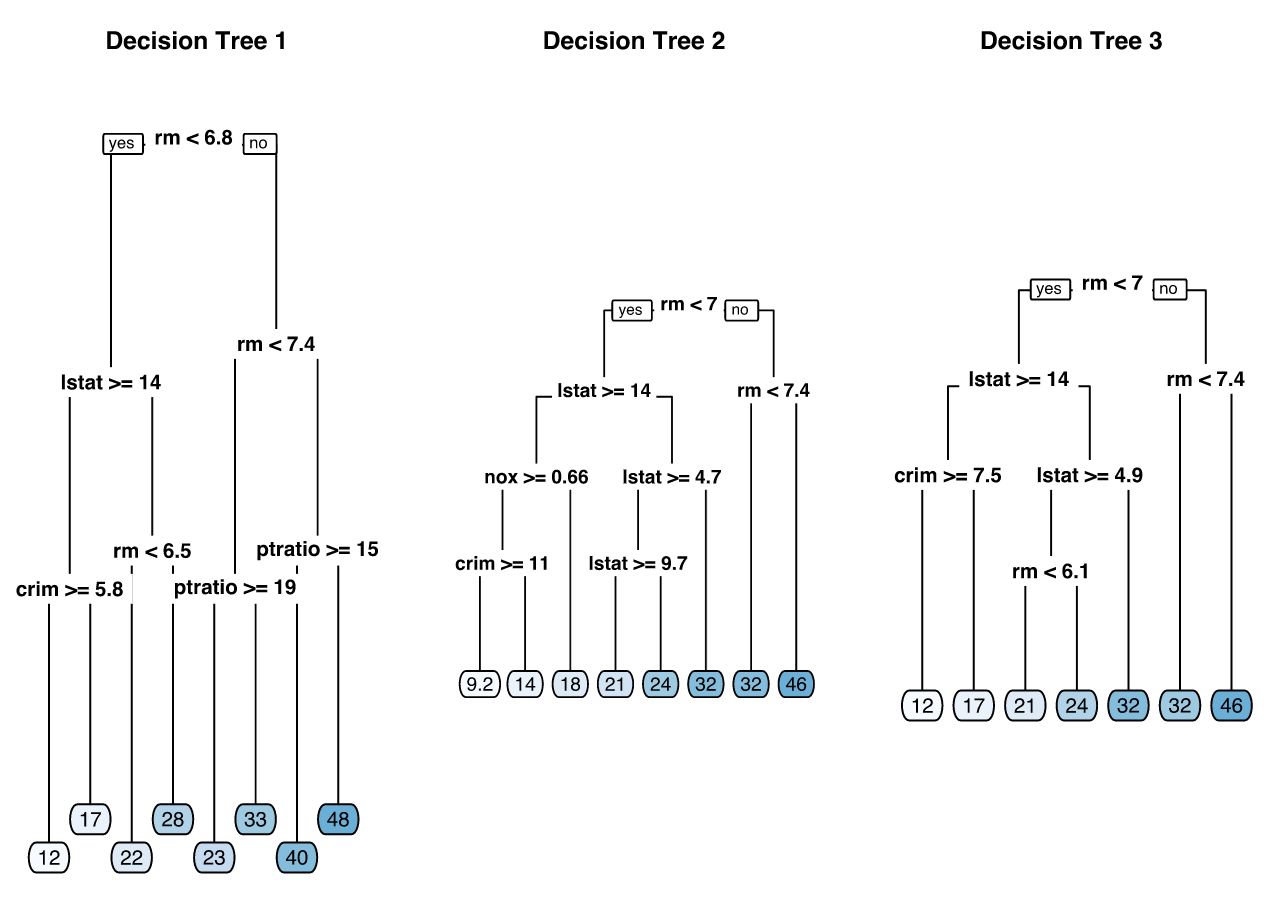 Decision Tree 1
yes rm < 6.8 no
rm < 7.4
lstat >= 14
rm < 6.5
ptratio >= 15
crim >= 5.8
ptratio >= 19
17
28
33
48
12
22
23
40
Decision Tree 2
yes rm < 7 no
lstat >= 14
rm < 7.4
nox >= 0.66
lstat >= 4.7
crim >= 11
lstat >= 9.7
9.2
14
18
21
24
32
32
46
Decision Tree 3
yes rm < 7 no
lstat >= 14
rm < 7.4
crim >= 7.5
lstat >= 4.9
rm < 6.1
12
17
21
24
32
32
46